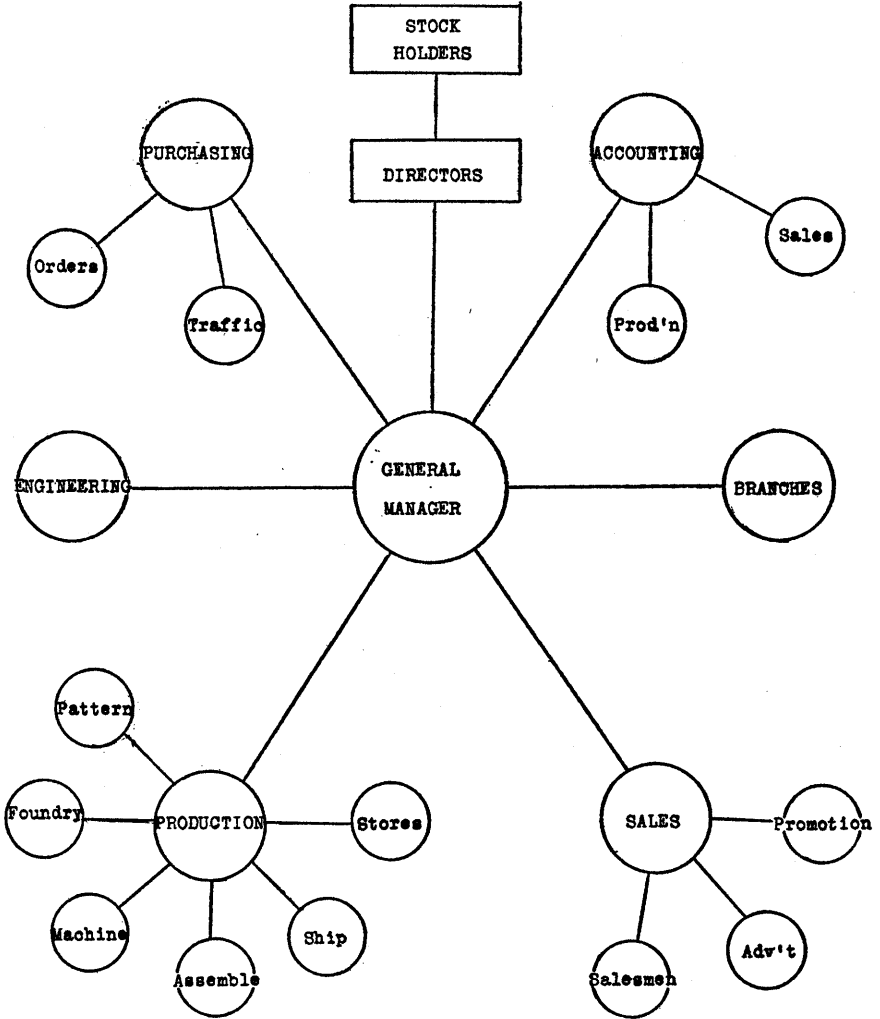 STOCK
HOLDERS
DIRECTORS
PURCHASING
ACCOUNTING
Orders
Traffic
Prod'n
Sales
ENGINEERING
GENERAL
MANAGER
BRANCHES
Pattern
Foundry
PRODUCTION
Stores
Machine
Assemble
Ship
SALES
Promotion
Salesmen
Adv't